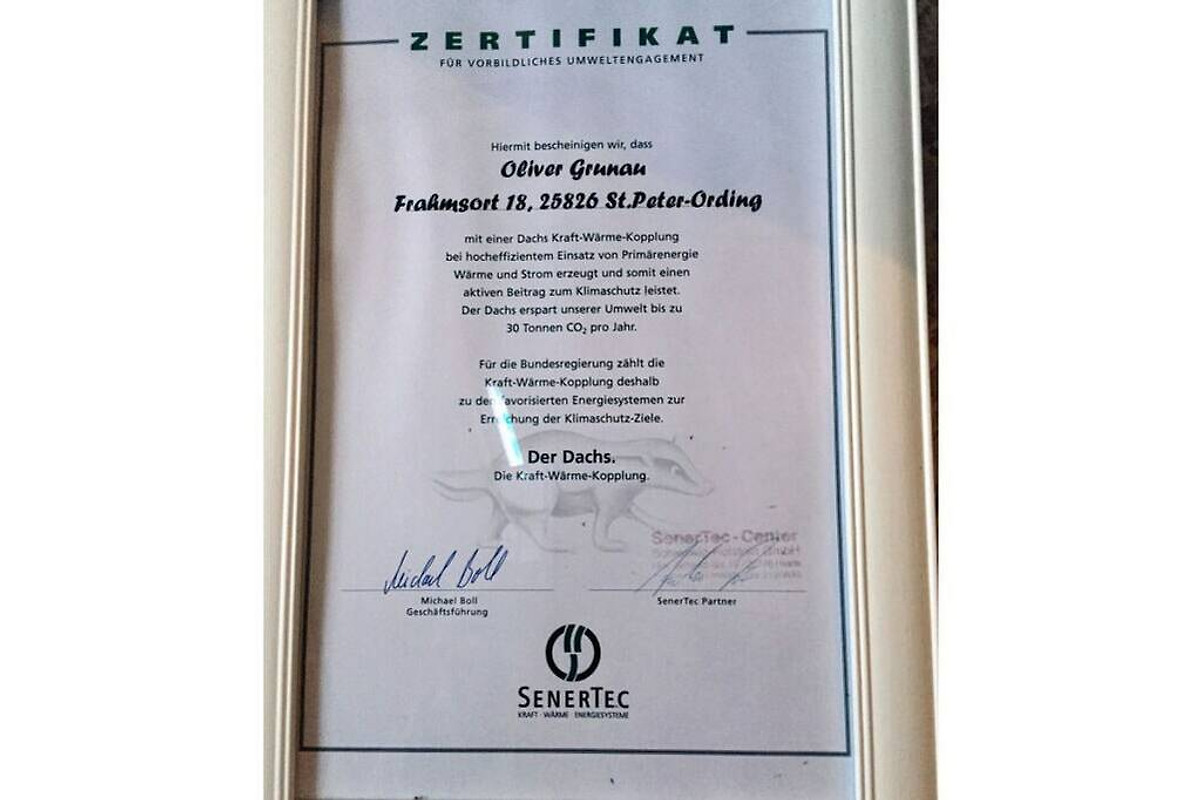 ZERTIFIKAT
FÜR VORBILDLICHES UMWELTENGAGEMENT
Hiermit bescheinigen wir, dass
Oliver Grunau
Frahmsort 18, 25826 St.Peter-Ording
mit einer Dachs Kraft-Wärme-Kopplung
bei hocheffizientem Einsatz von Primärenergie
Wärme und Strom erzeugt und somit einen
aktiven Beitrag zum Klimaschutz leistet.
Der Dachs erspart unserer Umwelt bis zu
30 Tonnen CO₂ pro Jahr.
Für die Bundesregierung zählt die
Kraft-Wärme-Kopplung deshalb
zu den favorisierten Energiesystemen zur
Erreichung der Klimaschutz-Ziele.
Der Dachs.
Die Kraft-Wärme-Kopplung.
SenerTec-Center
Michael Boll
Michael Boll
Geschäftsführung
SenerTec Partner
SENERTEC
KRAFT · WÄRME · ENERGIESYSTEME